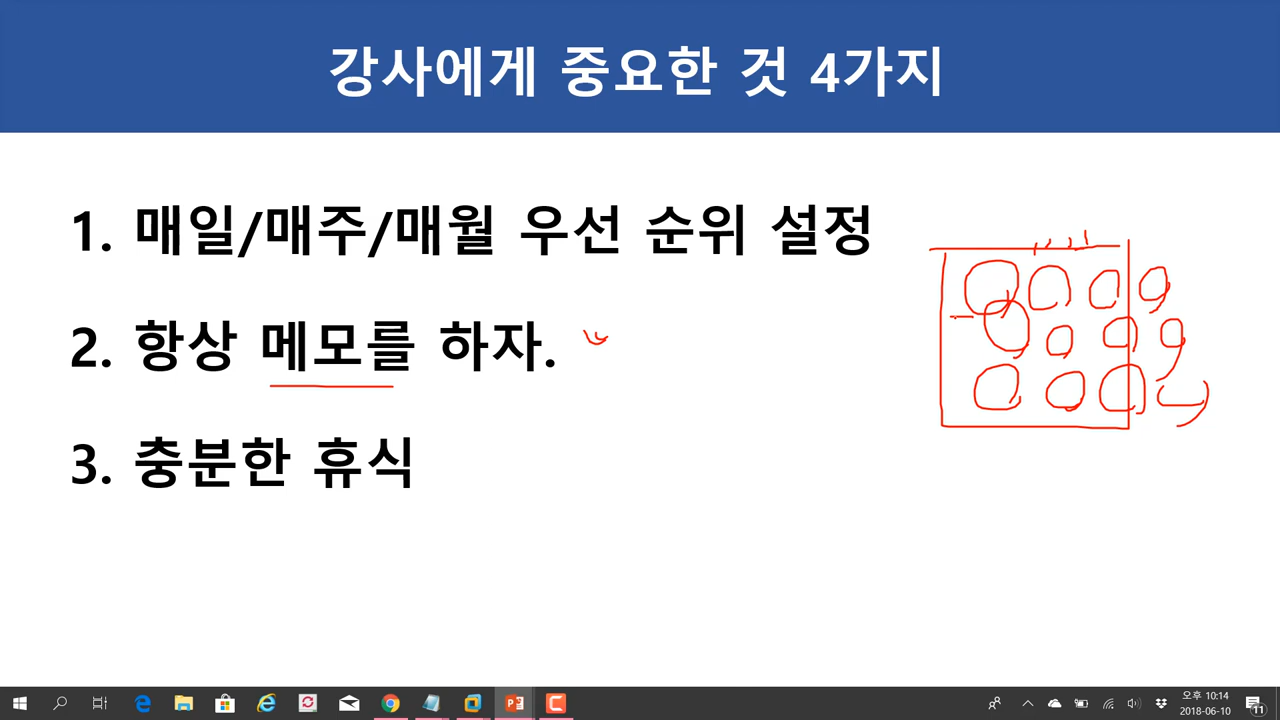 강사에게 중요한 것 4가지
1. 매일/매주/매월 우선 순위 설정
2. 항상 메모를 하자.
3. 충분한 휴식
오후 10:14
2018-06-10
11